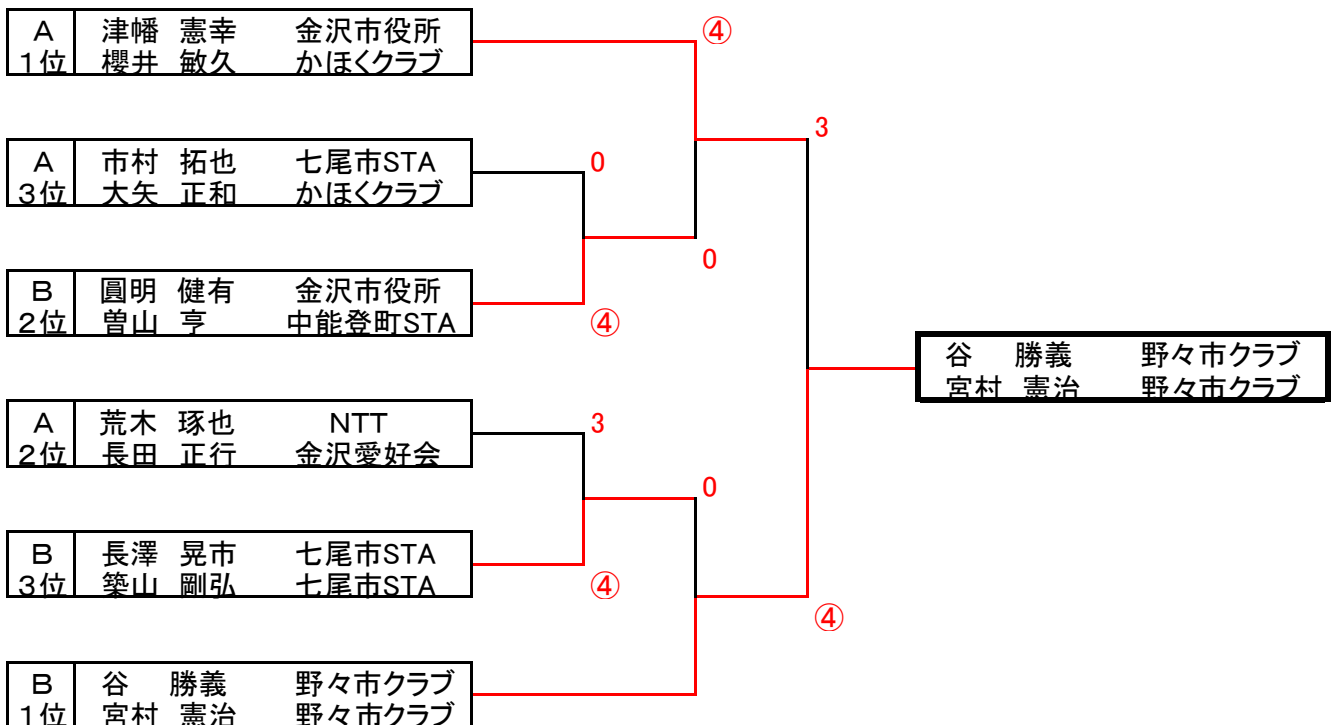 A 津幡 憲幸 金沢市役所 ④
1位 櫻井 敏久 かほくクラブ
3
A 市村 拓也 七尾市STA 0
3位 大矢 正和 かほくクラブ
0
B 圓明 健有 金沢市役所
2位 曽山 亨 中能登町STA ④
谷 勝義 野々市クラブ
宮村 憲治 野々市クラブ
A 荒木 琢也 NTT 3
2位 長田 正行 金沢愛好会
0
B 長澤 晃市 七尾市STA
3位 築山 剛弘 七尾市STA ④
④
B 谷 勝義 野々市クラブ
1位 宮村 憲治 野々市クラブ